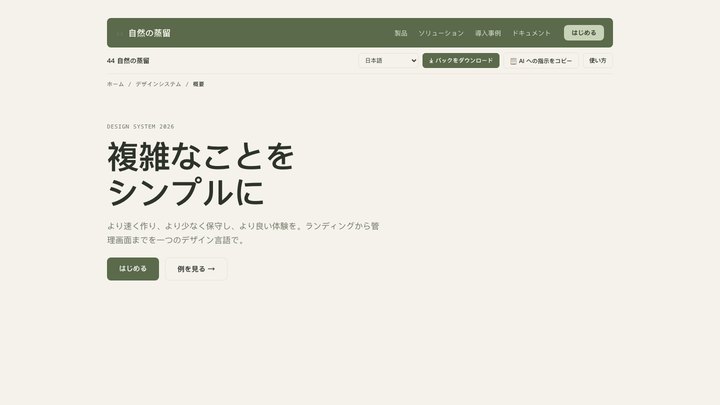 自然の蒸留
製品 ソリューション 導入事例 ドキュメント はじめる
44 自然の蒸留
日本語 パックをダウンロード AI への指示をコピー 使い方
ホーム / デザインシステム / 概要
DESIGN SYSTEM 2026
複雑なことを
シンプルに
より速く作り、より少なく保守し、より良い体験を。ランディングから管
理画面までを一つのデザイン言語で。
はじめる 例を見る →